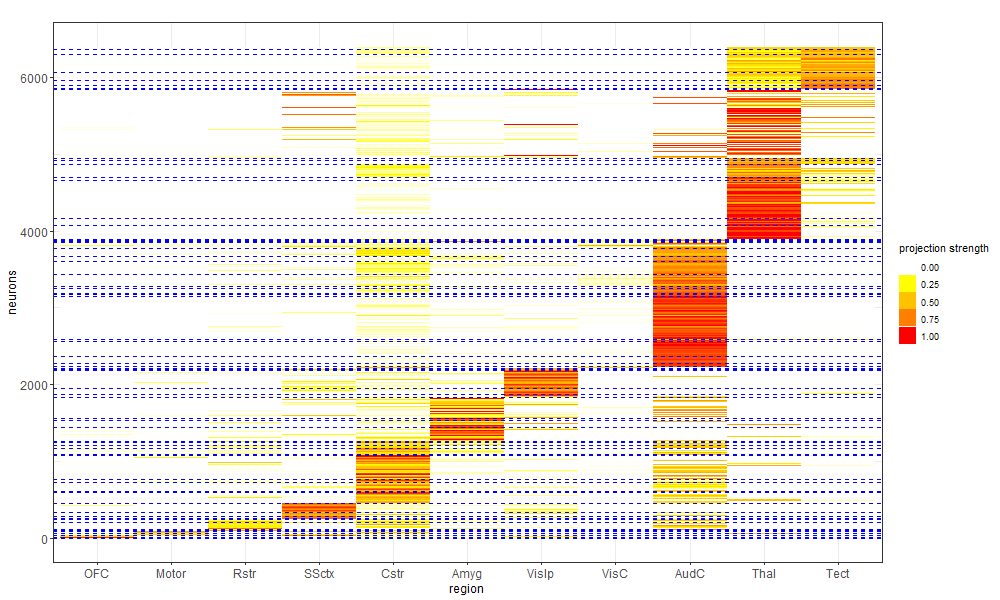 6000
4000
2000
0
neurons
OFC Motor Rstr SSctx Cstr Amyg VisIp VisC AudC Thal Tect
region
projection strength
0.00
0.25
0.50
0.75
1.00